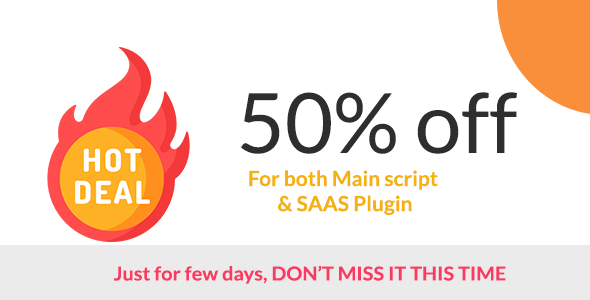 HOT
DEAL
50% off
For both Main script
& SAAS Plugin
Just for few days, DON'T MISS IT THIS TIME